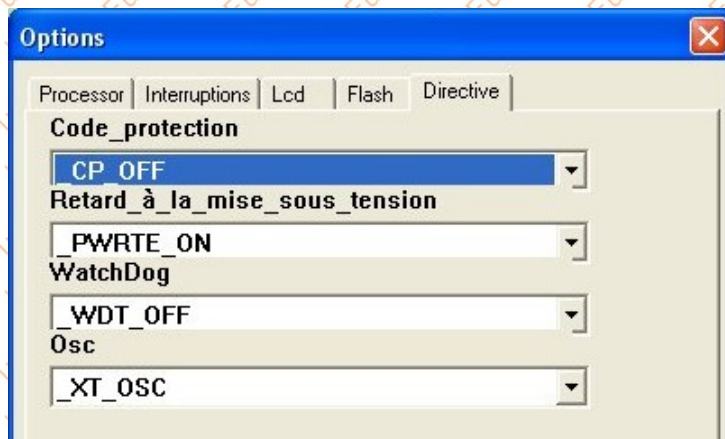 Options
Processor Interruptions Lcd Flash Directive
Code_protection
_CP_OFF
Retard_à_la_mise_sous_tension
_PWRTE_ON
WatchDog
_WDT_OFF
Osc
_XT_OSC